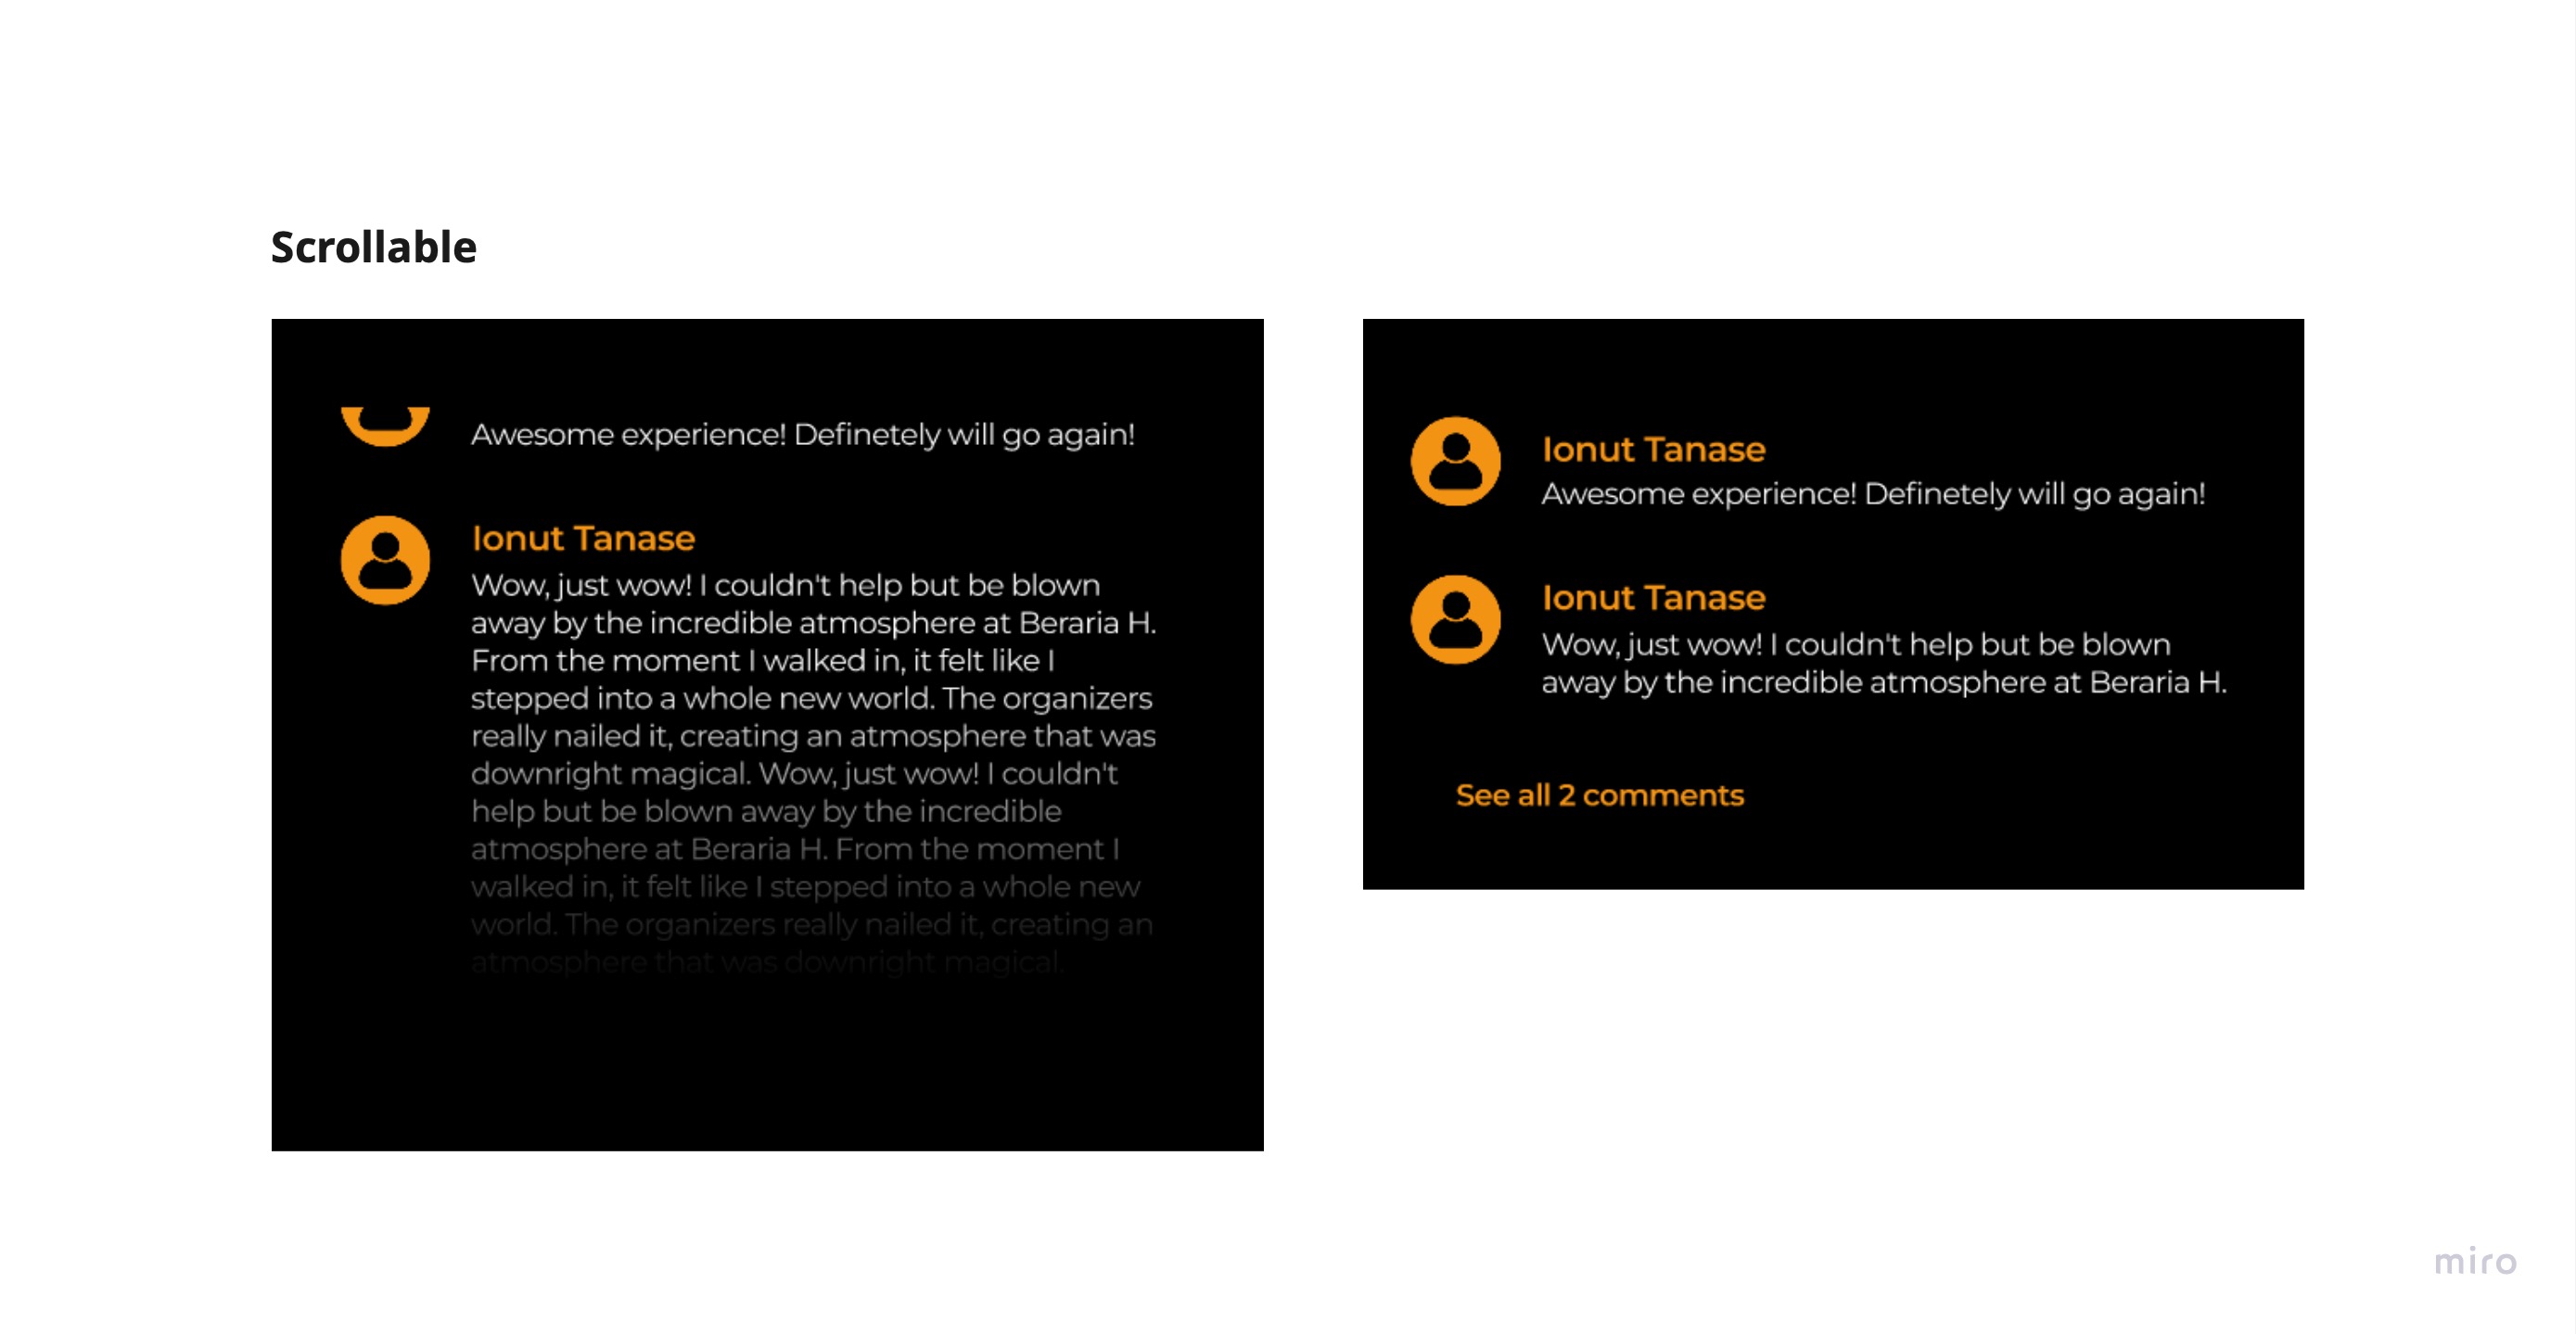 Scrollable
Awesome experience! Definetely will go again!
Ionut Tanase
Wow, just wow! I couldn't help but be blown
away by the incredible atmosphere at Beraria H.
From the moment I walked in, it felt like I
stepped into a whole new world. The organizers
really nailed it, creating an atmosphere that was
downright magical. Wow, just wow! I couldn't
help but be blown away by the incredible
atmosphere at Beraria H. From the moment I
walked in, it felt like I stepped into a whole new
world. The organizers really nailed it, creating an
atmosphere that was downright magical.
Ionut Tanase
Awesome experience! Definetely will go again!
Ionut Tanase
Wow, just wow! I couldn't help but be blown
away by the incredible atmosphere at Beraria H.
See all 2 comments
miro